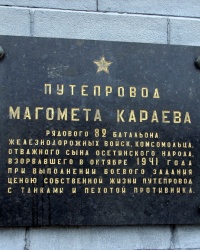 ПУТЕПРОВОД
МАГОМЕТА КАРАЕВА
РЯДОВОГО 82 БАТАЛЬОНА
ЖЕЛЕЗНОДОРОЖНЫХ ВОЙСК, КОМСОМОЛЬЦА,
ОТВАЖНОГО СЫНА ОСЕТИНСКОГО НАРОДА,
ВЗОРВАВШЕГО В ОКТЯБРЕ 1941 ГОДА
ПРИ ВЫПОЛНЕНИИ БОЕВОГО ЗАДАНИЯ
ЦЕНОЮ СОБСТВЕННОЙ ЖИЗНИ ПУТЕПРОВОД
С ТАНКАМИ И ПЕХОТОЙ ПРОТИВНИКА.